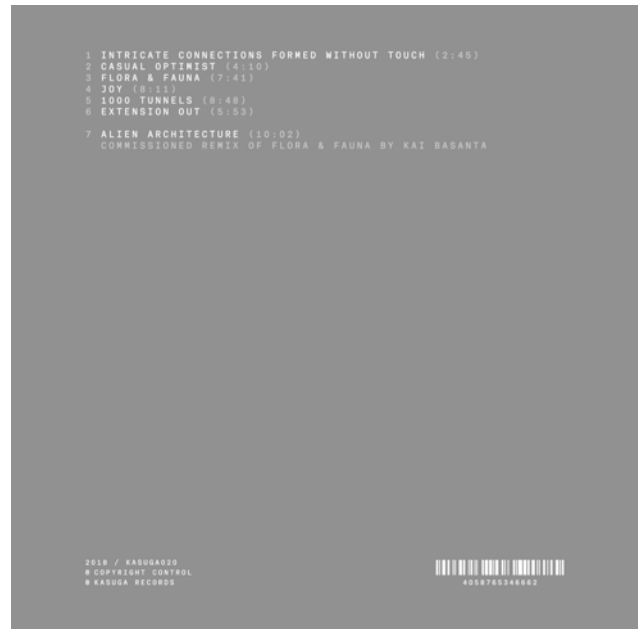 1 INTRICATE CONNECTIONS FORMED WITHOUT TOUCH (2:45)
2 CASUAL OPTIMIST (4:10)
3 FLORA & FAUNA (7:41)
4 JOY (8:11)
5 1000 TUNNELS (8:48)
6 EXTENSION OUT (5:53)
7 ALIEN ARCHITECTURE (10:02)
COMMISSIONED REMIX OF FLORA & FAUNA BY KAI BASANTA
2018 / KASUGA020
© COPYRIGHT CONTROL
℗ KASUGA RECORDS
4058765346662